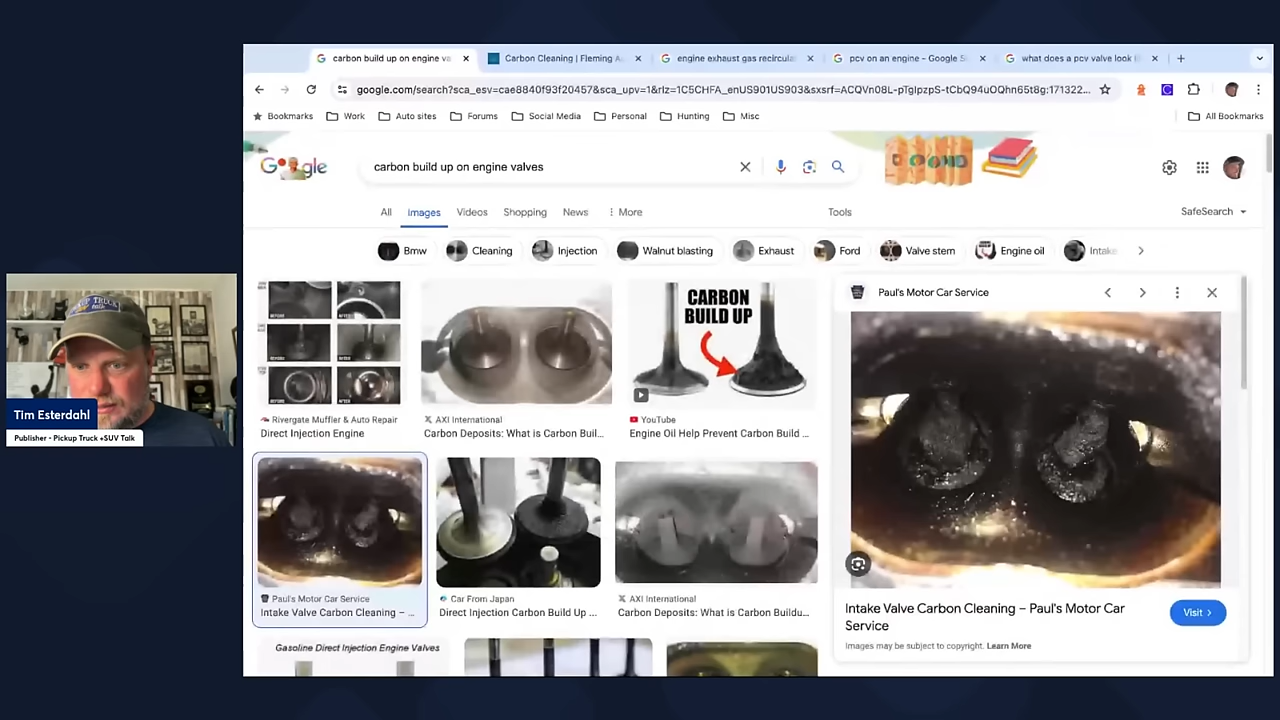 carbon build up on engine va
Carbon Cleaning | Fleming A
engine exhaust gas recircula
pcv on an engine - Google S
what does a pcv valve look
google.com/search?sca_esv=cae8840f93f20457&sca_upv=1&rlz=1C5CHFA_enUS901US903&sxsrf=ACQVn08L-pTgIpzpS-tCbQ94uOQhn65t8g:171322...
Bookmarks
Work
Auto sites
Forums
Social Media
Personal
Hunting
Misc
All Bookmarks
carbon build up on engine valves
All
Images
Videos
Shopping
News
More
Tools
SafeSearch
Bmw
Cleaning
Injection
Walnut blasting
Exhaust
Ford
Valve stem
Engine oil
Intake
CARBON
BUILD UP
Rivergate Muffler & Auto Repair
Direct Injection Engine
AXI International
Carbon Deposits: What is Carbon Buil...
YouTube
Engine Oil Help Prevent Carbon Build ...
Paul's Motor Car Service
Intake Valve Carbon Cleaning – ...
Car From Japan
Direct Injection Carbon Build Up ...
AXI International
Carbon Deposits: What is Carbon Buildu...
Gasoline Direct Injection Engine Valves
Paul's Motor Car Service
Intake Valve Carbon Cleaning – Paul's Motor Car
Service
Visit
Images may be subject to copyright. Learn More
PICKUP TRUCK
talk
Tim Esterdahl
Publisher - Pickup Truck +SUV Talk